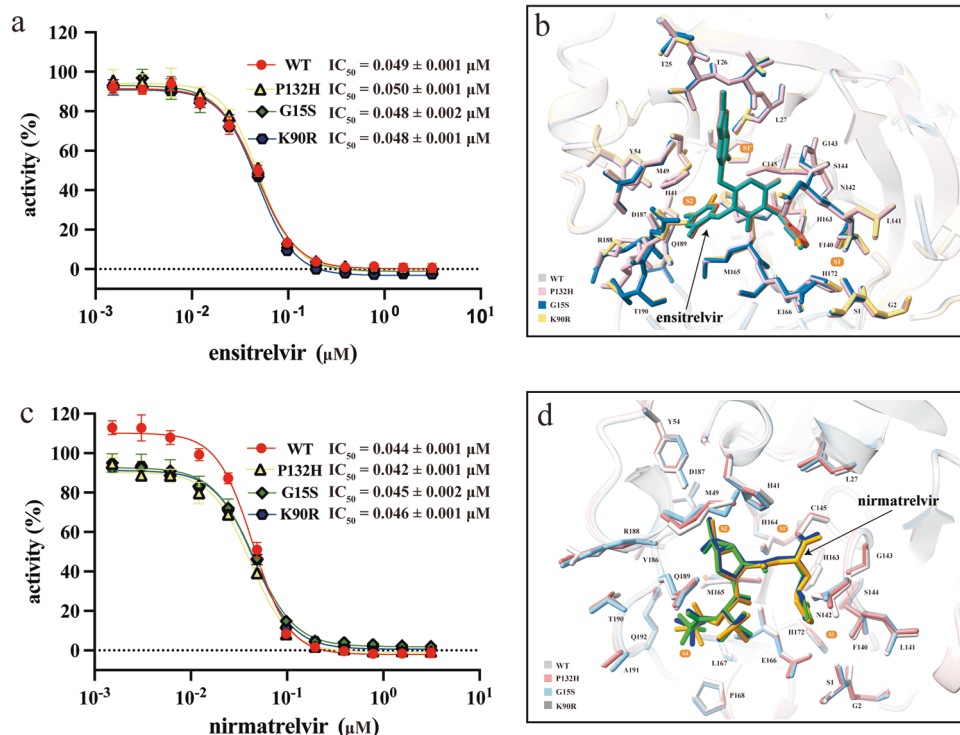 a
activity (%)
120
100
80
60
40
20
0
10⁻³
10⁻²
10⁻¹
10⁰
10¹
ensitrelvir (μM)
WT IC₅₀ = 0.049 ± 0.001 μM
P132H IC₅₀ = 0.050 ± 0.001 μM
G15S IC₅₀ = 0.048 ± 0.002 μM
K90R IC₅₀ = 0.048 ± 0.001 μM
b
T25
T26
L27
Y54
M49
S1'
C145
G143
S144
H41
N142
D187
S2
H163
L141
R188
Q189
F140
M165
S1
H172
T190
E166
S1
G2
ensitrelvir
WT
P132H
G15S
K90R
c
activity (%)
120
100
80
60
40
20
0
10⁻³
10⁻²
10⁻¹
10⁰
10¹
nirmatrelvir (μM)
WT IC₅₀ = 0.044 ± 0.001 μM
P132H IC₅₀ = 0.042 ± 0.001 μM
G15S IC₅₀ = 0.045 ± 0.002 μM
K90R IC₅₀ = 0.046 ± 0.001 μM
d
Y54
D187
L27
M49
H41
nirmatrelvir
C145
R188
S2
H164
S1'
V186
H163
G143
Q189
M165
S144
T190
N142
Q192
H172
S1
S4
F140
L141
A191
L167
E166
P168
S1
G2
WT
P132H
G15S
K90R